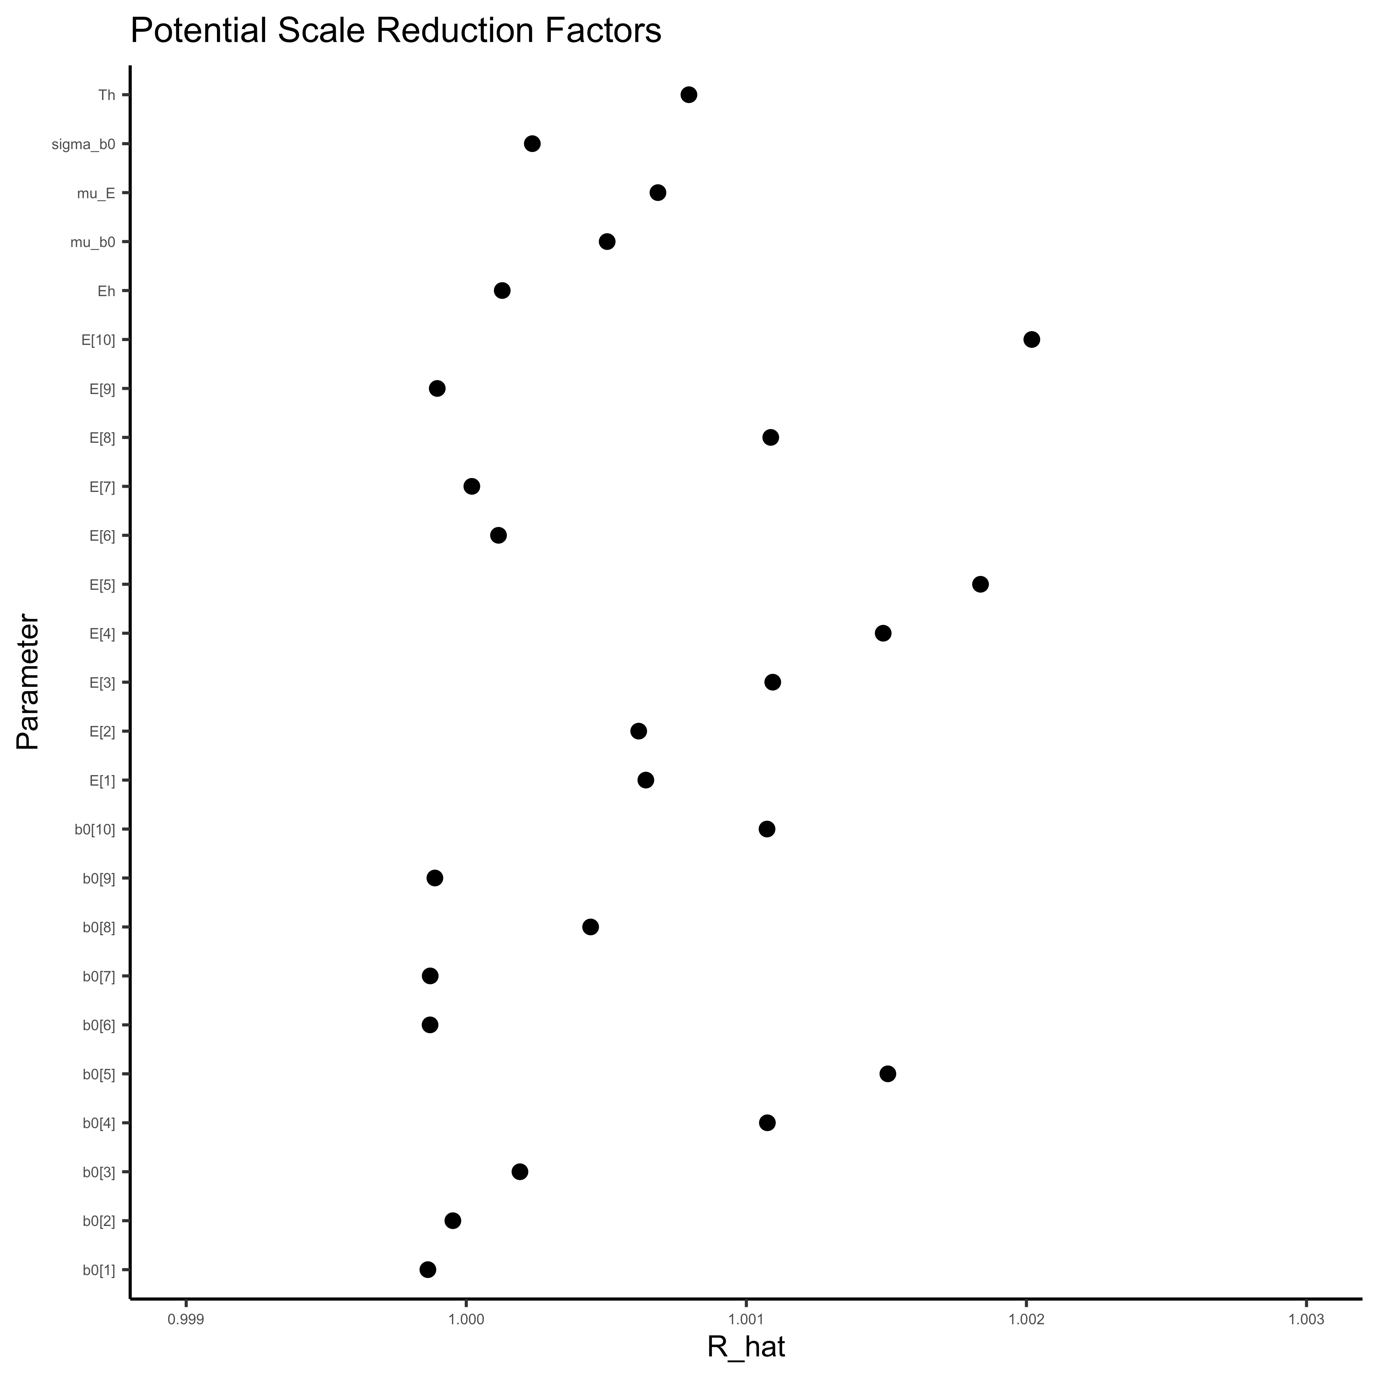 Potential Scale Reduction Factors
Th
sigma_b0
mu_E
mu_b0
Eh
E[10]
E[9]
E[8]
E[7]
E[6]
E[5]
E[4]
E[3]
E[2]
E[1]
b0[10]
b0[9]
b0[8]
b0[7]
b0[6]
b0[5]
b0[4]
b0[3]
b0[2]
b0[1]
Parameter
0.999 1.000 1.001 1.002 1.003
R_hat